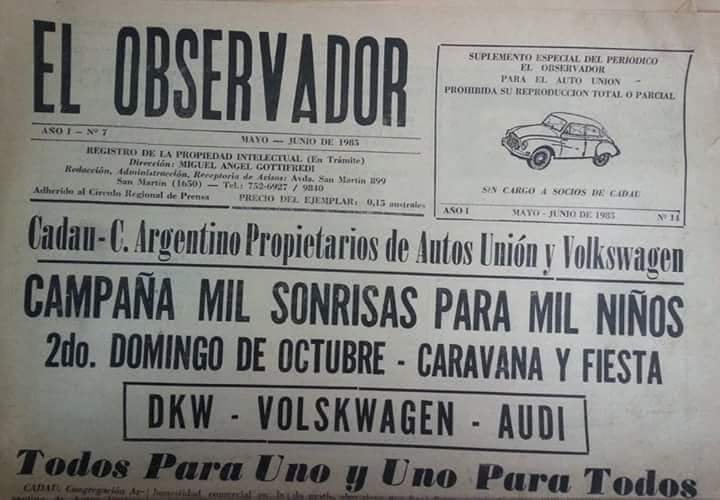 EL OBSERVADOR
AÑO I - Nº 7 MAYO — JUNIO DE 1985
REGISTRO DE LA PROPIEDAD INTELECTUAL (En Trámite)
Dirección: MIGUEL ANGEL GOTTIFREDI
Redacción, Administración, Receptoría de Avisos: Avda. San Martín 899
San Martín (1650) — Tel.: 752-6927 / 9840
Adherido al Círculo Regional de Prensa PRECIO DEL EJEMPLAR: 0,15 australes
SUPLEMENTO ESPECIAL DEL PERIODICO
EL OBSERVADOR
PARA EL AUTO UNION -
PROHIBIDA SU REPRODUCION TOTAL O PARCIAL
SIN CARGO A SOCIOS DE CADAU
AÑO I MAYO - JUNIO DE 1985 Nº 14
Cadau-C. Argentino Propietarios de Autos Unión y Volkswagen
CAMPAÑA MIL SONRISAS PARA MIL NIÑOS
2do. DOMINGO DE OCTUBRE - CARAVANA Y FIESTA
DKW - VOLSKWAGEN - AUDI
Todos Para Uno y Uno Para Todos
CADAU: Congregación Ar-